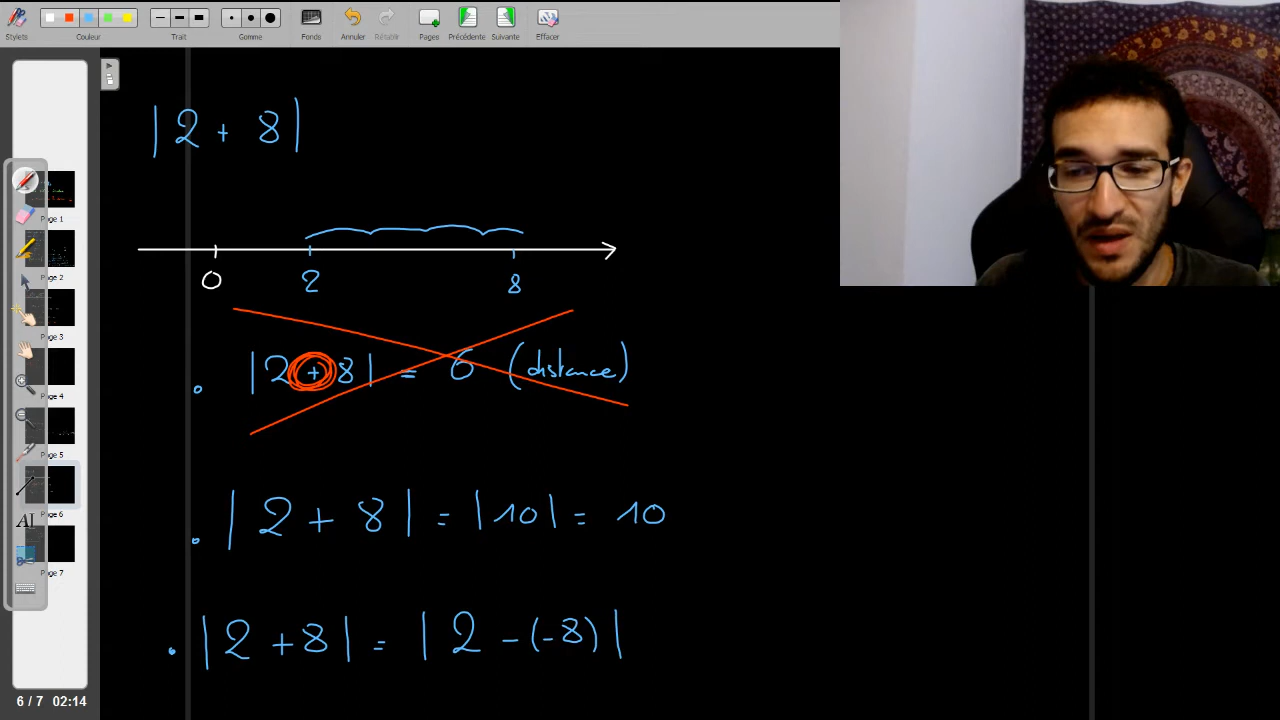 Stylets Couleur Trait Gomme Fonds Annuler Rétablir Pages Précédente Suivante Effacer
|2 + 8|
0 2 8
Page 1
Page 2
Page 3
Page 4
Page 5
Page 6
Page 7
AI
. |2 + 8| = 6 (distance)
. |2 + 8| = |10| = 10
. |2 + 8| = |2 - (-8)|
6 / 7 02:14